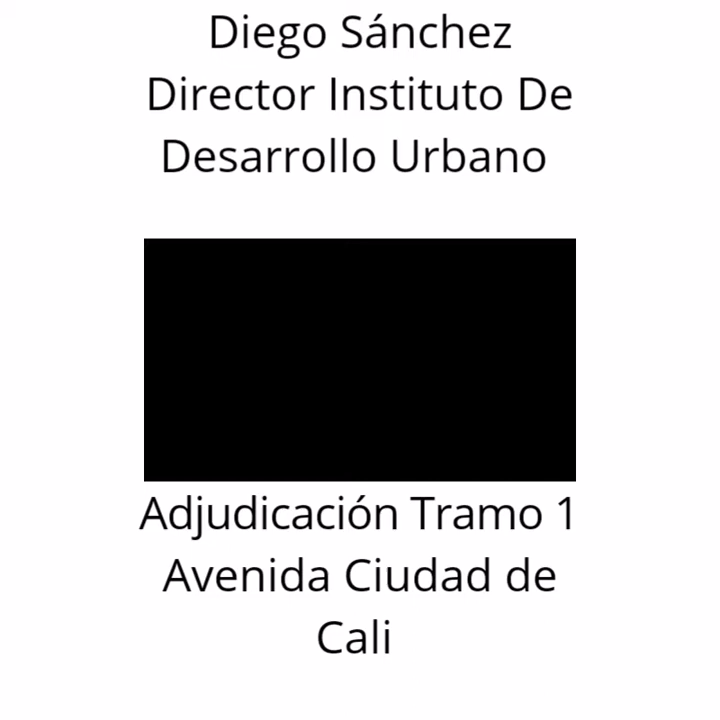 Diego Sánchez
Director Instituto De
Desarrollo Urbano
Adjudicación Tramo 1
Avenida Ciudad de
Cali